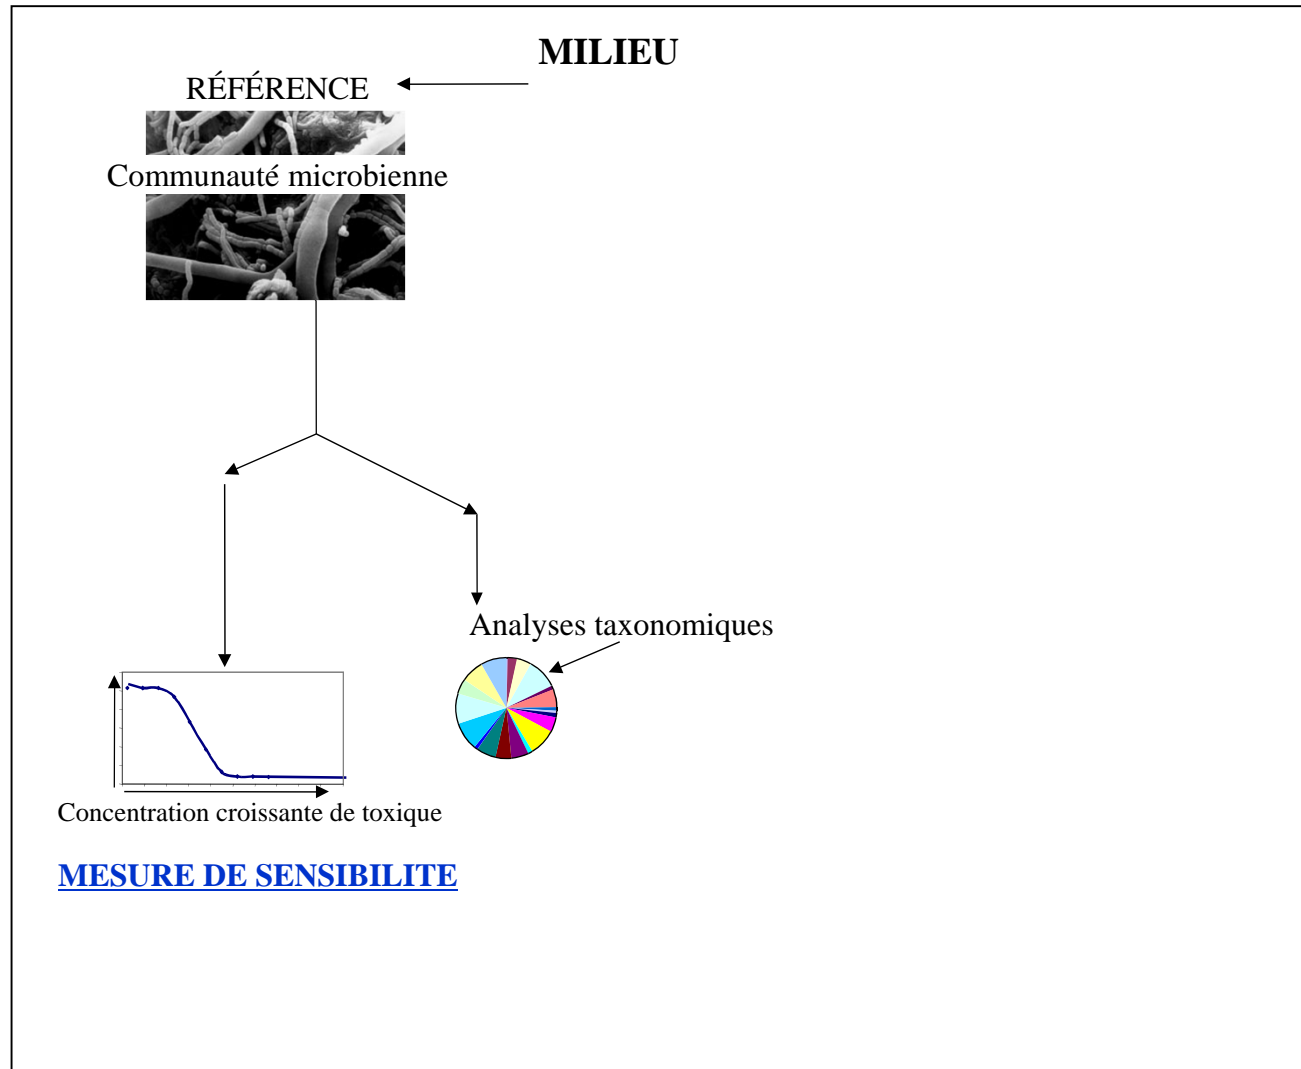 MILIEU
RÉFÉRENCE
Communauté microbienne
Analyses taxonomiques
Concentration croissante de toxique
MESURE DE SENSIBILITE